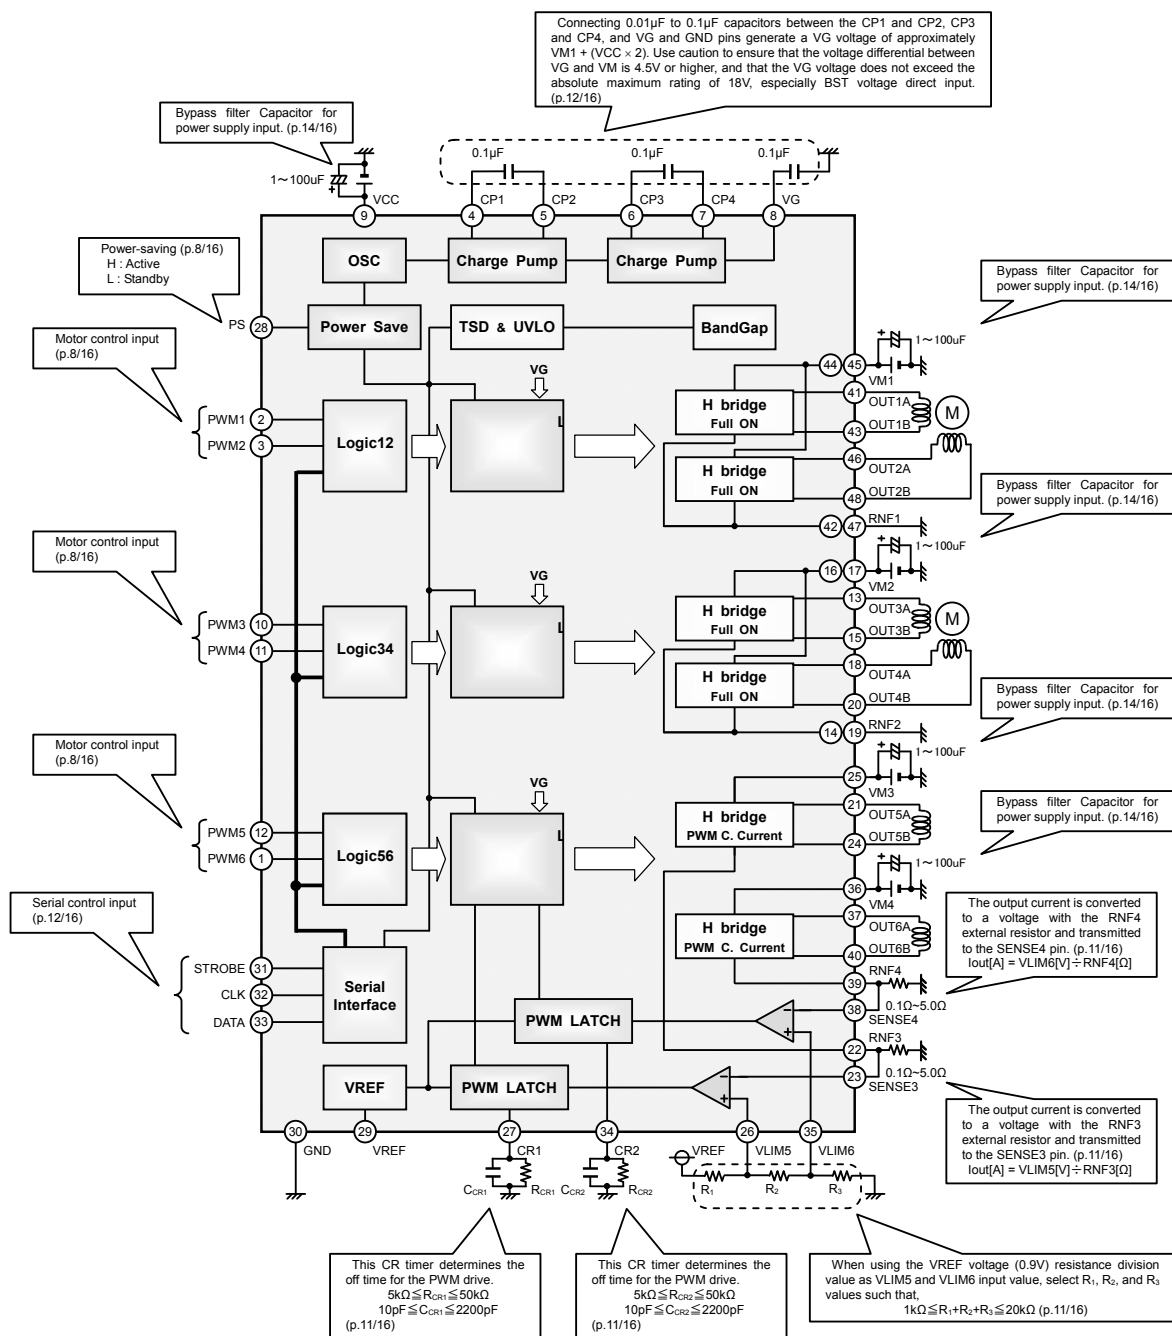 Connecting 0.01µF to 0.1µF capacitors between the CP1 and CP2, CP3
and CP4, and VG and GND pins generate a VG voltage of approximately
VM1 + (VCC × 2). Use caution to ensure that the voltage differential between
VG and VM is 4.5V or higher, and that the VG voltage does not exceed the
absolute maximum rating of 18V, especially BST voltage direct input.
(p.12/16)
Bypass filter Capacitor for
power supply input. (p.14/16)
0.1µF
0.1µF
0.1µF
1～100uF
+
VCC
CP1
CP2
CP3
CP4
VG
9
4
5
6
7
8
Power-saving (p.8/16)
H : Active
L : Standby
OSC
Charge Pump
Charge Pump
Bypass filter Capacitor for
power supply input. (p.14/16)
PS
28
Power Save
TSD & UVLO
BandGap
Motor control input
(p.8/16)
+
1～100uF
44
45
VM1
VG
PWM1
2
PWM2
3
Logic12
L
H bridge
Full ON
41
OUT1A
OUT1B
43
M
H bridge
Full ON
46
OUT2A
48
OUT2B
Bypass filter Capacitor for
power supply input. (p.14/16)
42
47
RNF1
Motor control input
(p.8/16)
+
1～100uF
16
17
VM2
VG
PWM3
10
PWM4
11
Logic34
L
H bridge
Full ON
13
OUT3A
OUT3B
15
M
H bridge
Full ON
18
OUT4A
20
OUT4B
Bypass filter Capacitor for
power supply input. (p.14/16)
14
19
RNF2
Motor control input
(p.8/16)
+
1～100uF
25
VM3
VG
PWM5
12
PWM6
1
Logic56
L
H bridge
PWM C. Current
21
OUT5A
OUT5B
24
Bypass filter Capacitor for
power supply input. (p.14/16)
+
1～100uF
36
VM4
Serial control input
(p.12/16)
H bridge
PWM C. Current
37
OUT6A
OUT6B
40
The output current is converted
to a voltage with the RNF4
external resistor and transmitted
to the SENSE4 pin. (p.11/16)
Iout[A] = VLIM6[V]÷RNF4[Ω]
STROBE
31
CLK
32
DATA
33
Serial
Interface
RNF4
39
0.1Ω~5.0Ω
38
SENSE4
PWM LATCH
−
+
RNF3
22
0.1Ω~5.0Ω
23
SENSE3
VREF
PWM LATCH
−
+
The output current is converted
to a voltage with the RNF3
external resistor and transmitted
to the SENSE3 pin. (p.11/16)
Iout[A] = VLIM5[V]÷RNF3[Ω]
30
29
27
34
26
35
GND
VREF
CR1
CR2
VREF
VLIM5
VLIM6
CCR1
RCR1
CCR2
RCR2
R1
R2
R3
This CR timer determines the
off time for the PWM drive.
5kΩ≦RCR1≦50kΩ
10pF≦CCR1≦2200pF
(p.11/16)
This CR timer determines the
off time for the PWM drive.
5kΩ≦RCR2≦50kΩ
10pF≦CCR2≦2200pF
(p.11/16)
When using the VREF voltage (0.9V) resistance division
value as VLIM5 and VLIM6 input value, select R1, R2, and R3
values such that,
1kΩ≦R1+R2+R3≦20kΩ (p.11/16)